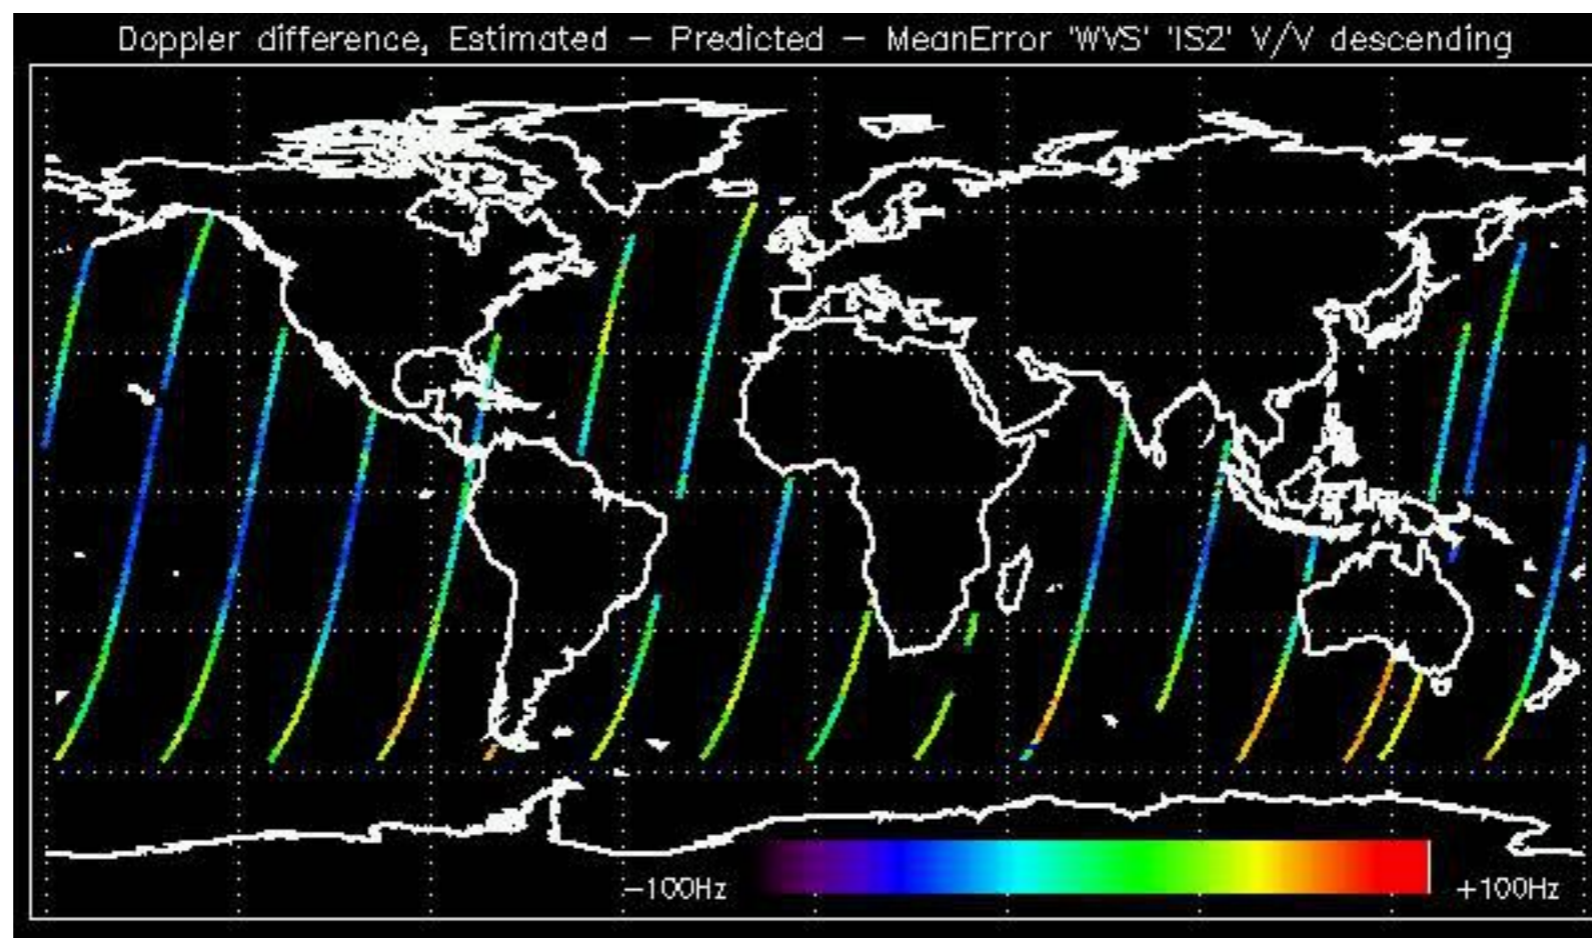 Doppler difference, Estimated – Predicted – MeanError 'WVS' 'IS2' V/V descending
–100Hz
+100Hz